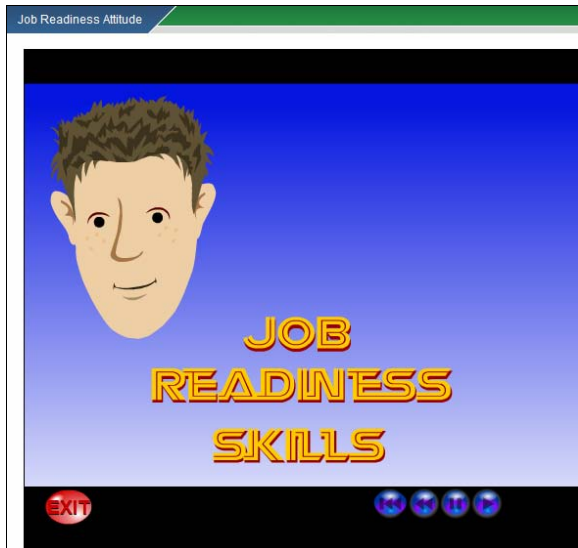 Job Readiness Attitude
JOB
READINESS
SKILLS
EXIT